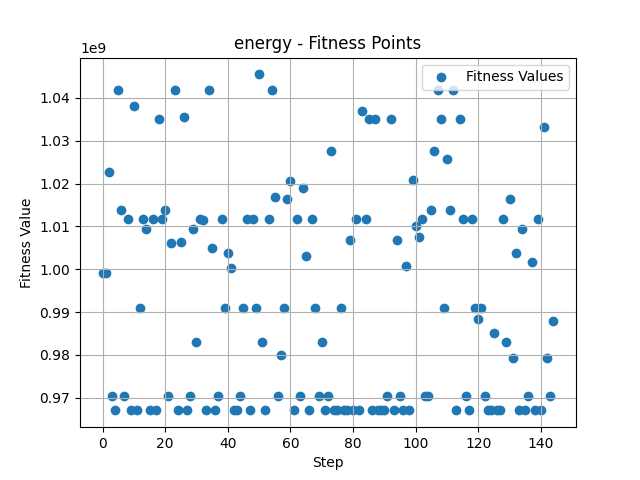 energy - Fitness Points
1e9
Fitness Values
1.04
1.03
1.02
1.01
1.00
0.99
0.98
0.97
Fitness Value
0 20 40 60 80 100 120 140
Step